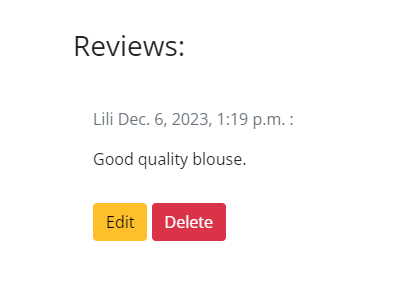 Reviews:
Lili Dec. 6, 2023, 1:19 p.m. :
Good quality blouse.
Edit Delete